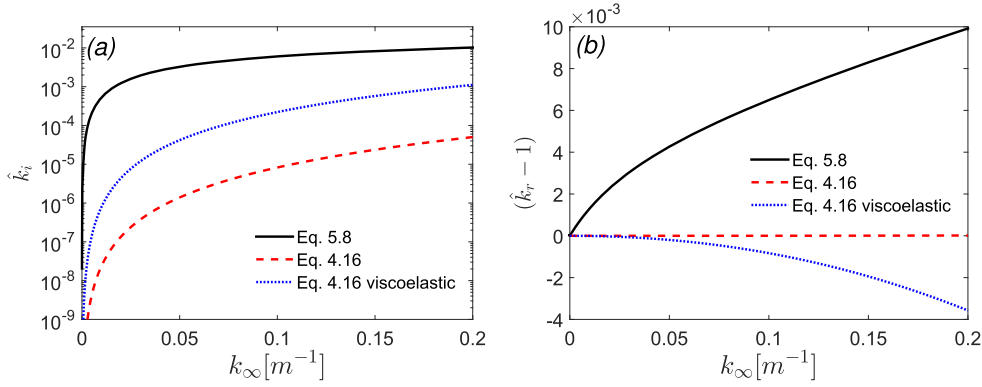 (a)
10^-2
10^-3
10^-4
10^-5
10^-6
10^-7
10^-8
10^-9
k̂_i
Eq. 5.8
Eq. 4.16
Eq. 4.16 viscoelastic
0 0.05 0.1 0.15 0.2
k_∞[m^-1]
×10^-3
(b)
10
8
6
4
2
0
-2
-4
(k̂_r − 1)
Eq. 5.8
Eq. 4.16
Eq. 4.16 viscoelastic
0 0.05 0.1 0.15 0.2
k_∞[m^-1]